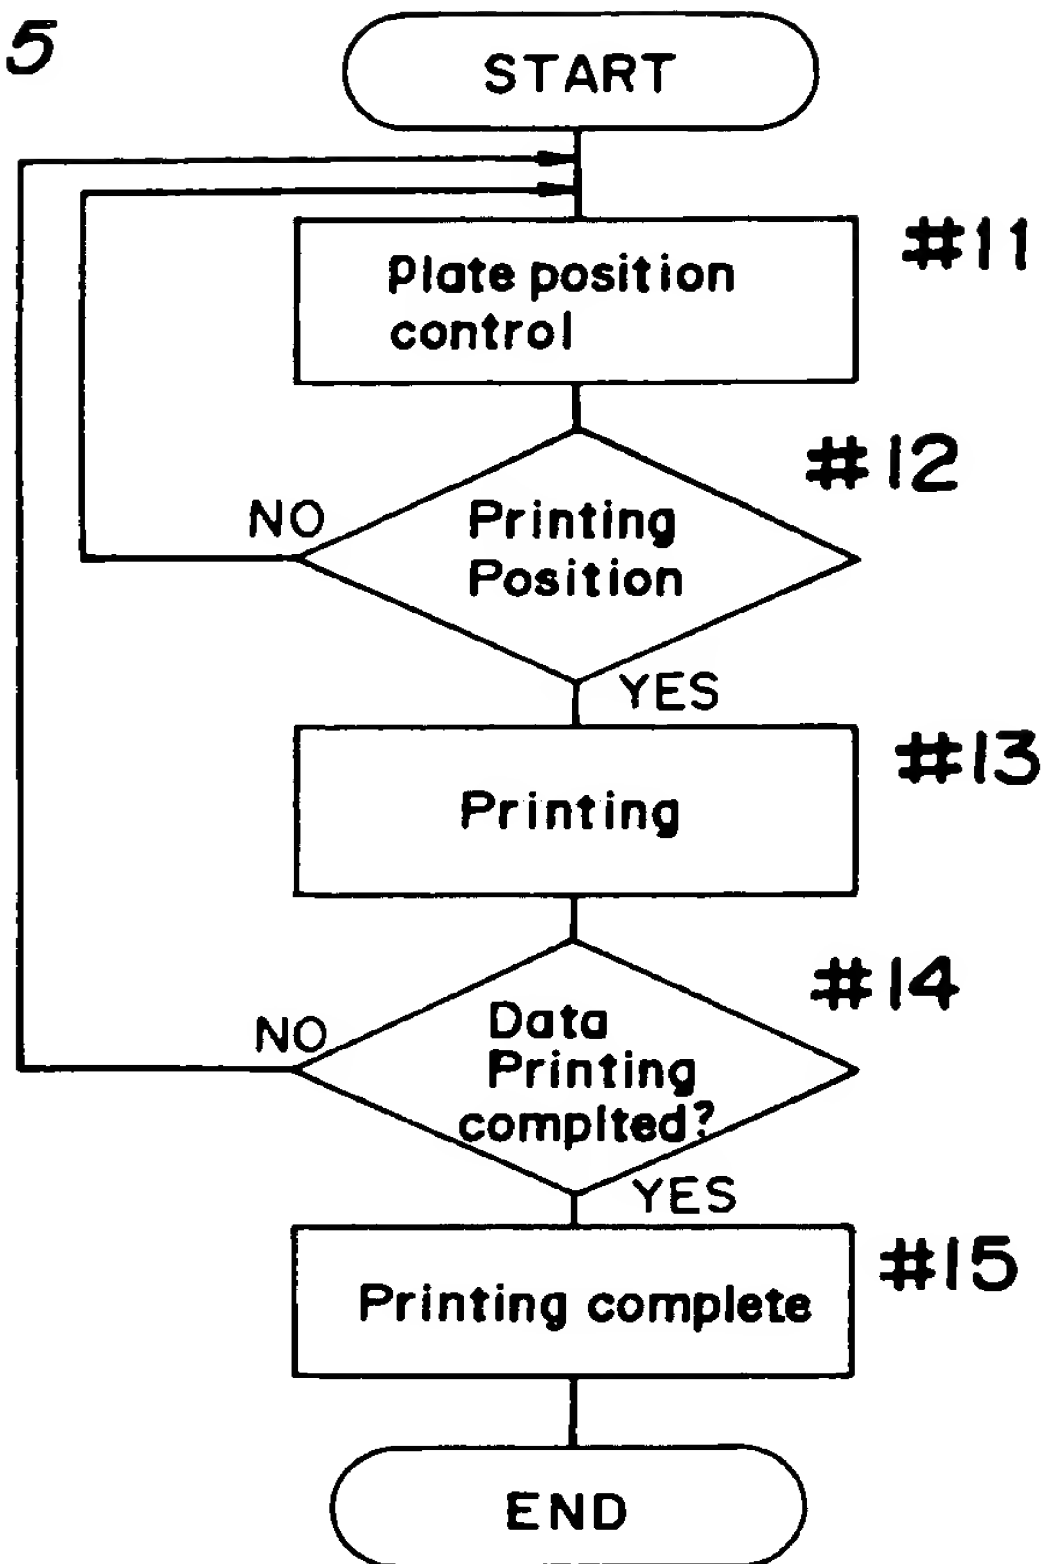 5
START
#11
Plate position
control
#12
NO
Printing
Position
YES
#13
Printing
#14
NO
Data
Printing
complted?
YES
#15
Printing complete
END